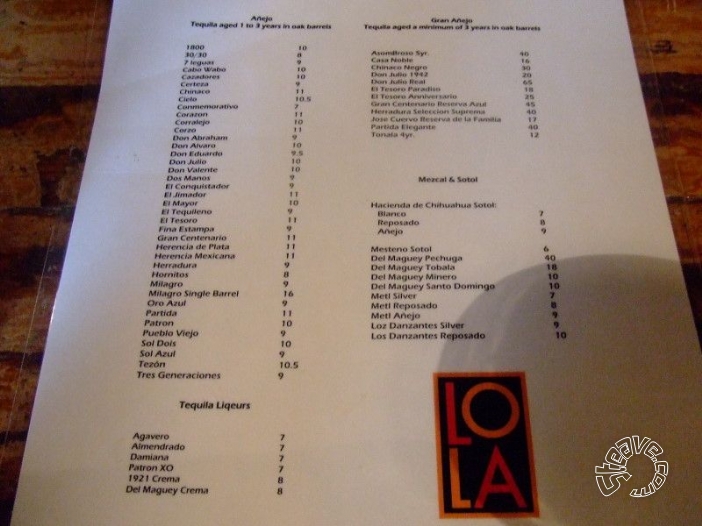 Añejo
Tequila aged 1 to 3 years in oak barrels
1800 10
30/30 8
7 leguas 9
Cabo Wabo 10
Cazadores 10
Certeza 9
Chinaco 11
Cielo 10.5
Conmemorativo 7
Corazon 11
Corralejo 10
Corzo 11
Don Abraham 9
Don Alvaro 10
Don Eduardo 9.5
Don Julio 10
Don Valente 10
Dos Manos 9
El Conquistador 9
El Jimador 11
El Mayor 10
El Tequileno 9
El Tesoro 11
Fina Estampa 9
Gran Centenario 11
Herencia de Plata 11
Herencia Mexicana 11
Herradura 9
Hornitos 8
Milagro 9
Milagro Single Barrel 16
Oro Azul 9
Partida 11
Patron 10
Pueblo Viejo 9
Sol Dois 10
Sol Azul 9
Tezón 10.5
Tres Generaciones 9
Tequila Liqeurs
Agavero 7
Almendrado 7
Damiana 7
Patron XO 7
1921 Crema 8
Del Maguey Crema 8
Gran Añejo
Tequila aged a minimum of 3 years in oak barrels
AsomBrozo 5yr. 40
Casa Noble 16
Chinaco Negro 30
Don Julio 1942 20
Don Julio Real 65
El Tesoro Paradiso 18
El Tesoro Anniversario 25
Gran Centenario Reserva Azul 45
Herradura Seleccion Suprema 40
Jose Cuervo Reserva de la Familia 17
Partida Elegante 40
Tonala 4yr. 12
Mezcal & Sotol
Hacienda de Chihuahua Sotol:
Blanco 7
Reposado 8
Añejo 9
Mesteno Sotol 6
Del Maguey Pechuga 40
Del Maguey Tobala 18
Del Maguey Minero 10
Del Maguey Santo Domingo 10
Metl Silver 7
Metl Reposado 8
Metl Añejo 9
Loz Danzantes Silver 9
Los Danzantes Reposado 10
LO
LA
Steave.com